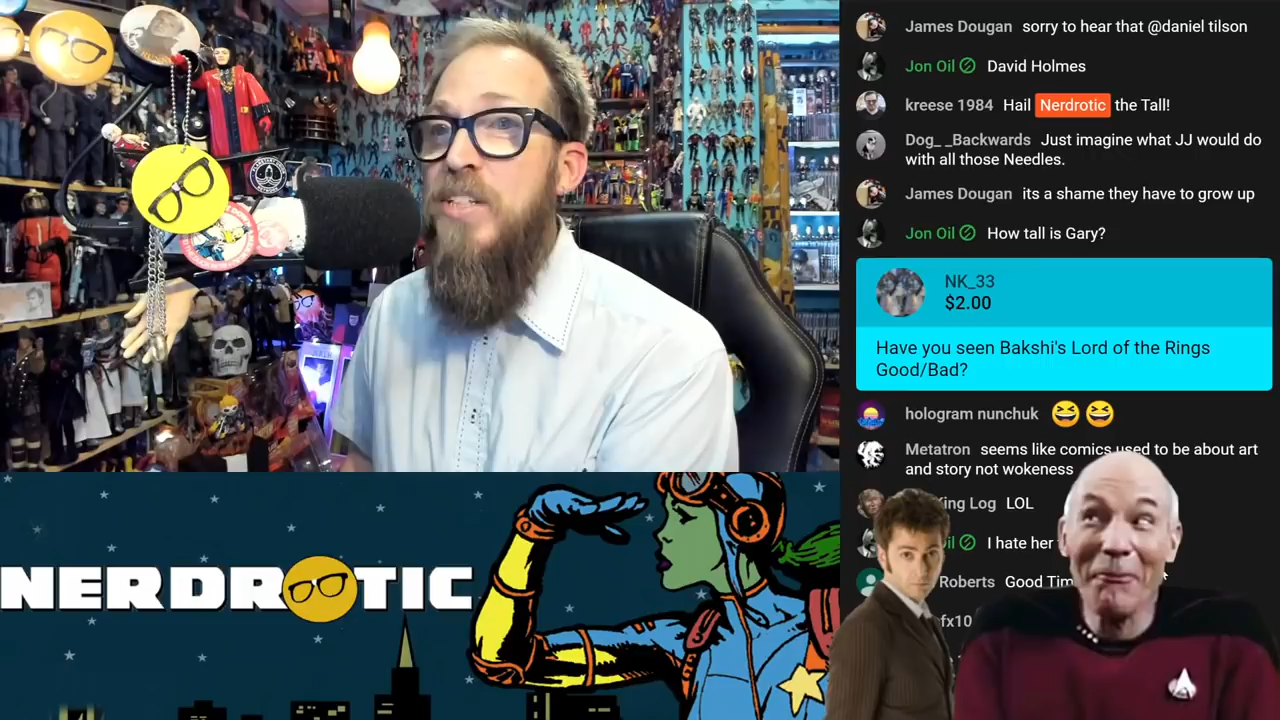 James Dougan sorry to hear that @daniel tilson
Jon Oil David Holmes
kreese 1984 Hail Nerdrotic the Tall!
Dog_ _Backwards Just imagine what JJ would do
with all those Needles.
James Dougan its a shame they have to grow up
Jon Oil How tall is Gary?
NK_33
$2.00
Have you seen Bakshi's Lord of the Rings
Good/Bad?
hologram nunchuk
Metatron seems like comics used to be about art
and story not wokeness
Log LOL
I hate her
Roberts Good
fx10
NERDROTIC